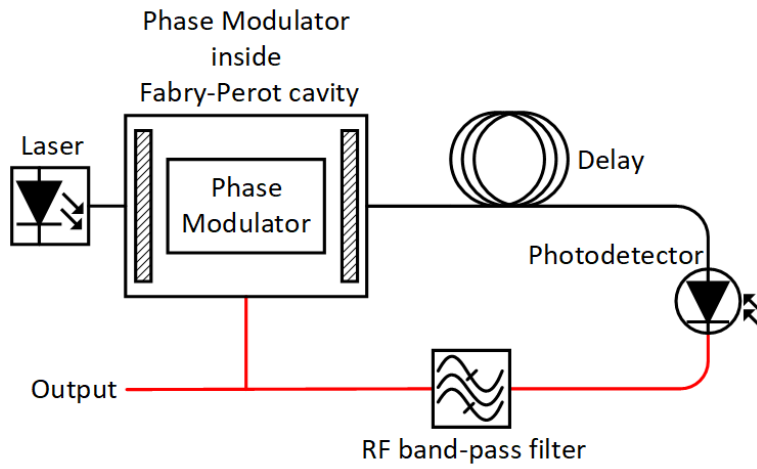 Phase Modulator
inside
Fabry-Perot cavity
Laser
Phase
Modulator
Delay
Photodetector
Output
RF band-pass filter